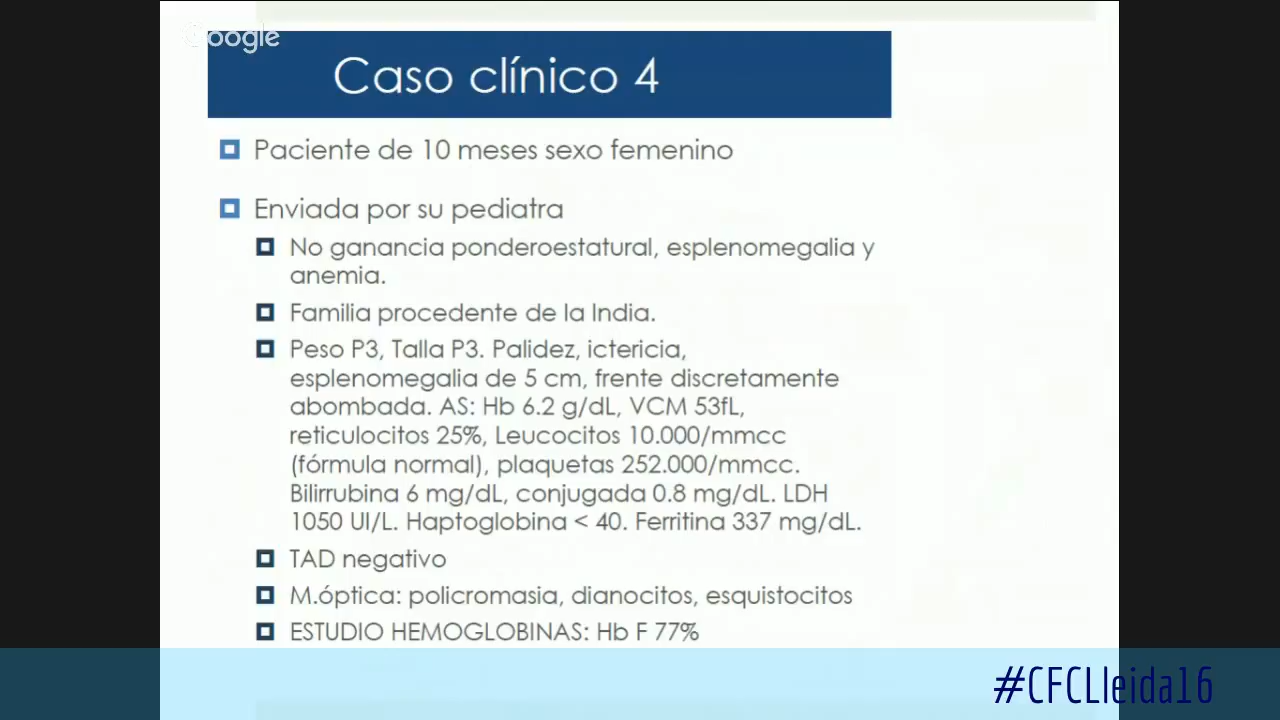 Google
Caso clínico 4
Paciente de 10 meses sexo femenino
Enviada por su pediatra
No ganancia ponderoestatural, esplenomegalia y
anemia.
Familia procedente de la India.
Peso P3, Talla P3. Palidez, ictericia,
esplenomegalia de 5 cm, frente discretamente
abombada. AS: Hb 6.2 g/dL, VCM 53fL,
reticulocitos 25%, Leucocitos 10.000/mmcc
(fórmula normal), plaquetas 252.000/mmcc.
Bilirrubina 6 mg/dL, conjugada 0.8 mg/dL. LDH
1050 UI/L. Haptoglobina < 40. Ferritina 337 mg/dL.
TAD negativo
M.óptica: policromasia, dianocitos, esquistocitos
ESTUDIO HEMOGLOBINAS: Hb F 77%
#CFCLleida16